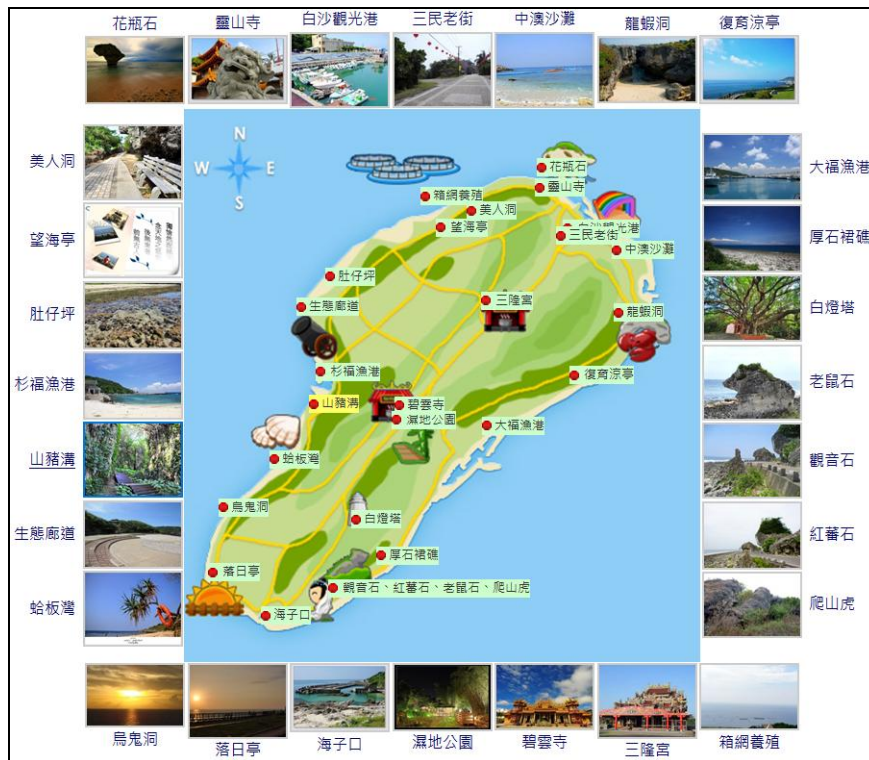 花瓶石
靈山寺
白沙觀光港
三民老街
中澳沙灘
龍蝦洞
復育涼亭
美人洞
望海亭
肚仔坪
杉福漁港
山豬溝
生態廊道
蛤板灣
N
W
E
S
花瓶石
靈山寺
箱網養殖
美人洞
望海亭
白沙觀光港
三民老街
中澳沙灘
肚仔坪
生態廊道
三隆宮
龍蝦洞
杉福漁港
復育涼亭
山豬溝
碧雲寺
濕地公園
大福漁港
蛤板灣
烏鬼洞
白燈塔
厚石裙礁
落日亭
觀音石、紅蕃石、老鼠石、爬山虎
海子口
大福漁港
厚石裙礁
白燈塔
老鼠石
觀音石
紅蕃石
爬山虎
烏鬼洞
落日亭
海子口
濕地公園
碧雲寺
三隆宮
箱網養殖